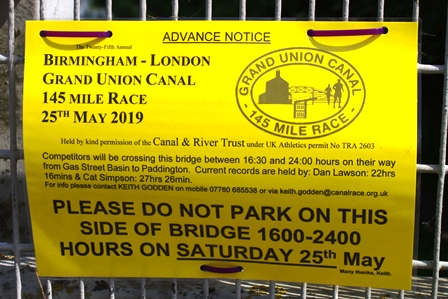 ADVANCE NOTICE
The Twenty-Fifth Annual
BIRMINGHAM - LONDON
GRAND UNION CANAL
145 MILE RACE
25TH MAY 2019
GRAND UNION CANAL
- 145 MILE RACE -
Held by kind permission of the Canal & River Trust under UK Athletics permit No TRA 2603
Competitors will be crossing this bridge between 16:30 and 24:00 hours on their way
from Gas Street Basin to Paddington. Current records are held by: Dan Lawson: 22hrs
16mins & Cat Simpson: 27hrs 26min.
For info please contact KEITH GODDEN on mobile 07780 685538 or via keith.godden@canalrace.org.uk
PLEASE DO NOT PARK ON THIS
SIDE OF BRIDGE 1600-2400
HOURS ON SATURDAY 25th May
Many thanks, Keith.